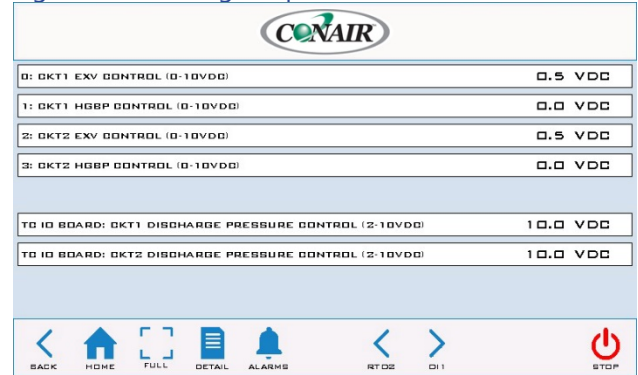 CONAIR
0: CKT1 EXV CONTROL (0-10VDC) 0.5 VDC
1: CKT1 HGBP CONTROL (0-10VDC) 0.0 VDC
2: CKT2 EXV CONTROL (0-10VDC) 0.5 VDC
3: CKT2 HGBP CONTROL (0-10VDC) 0.0 VDC
TO IO BOARD: CKT1 DISCHARGE PRESSURE CONTROL (2-10VDC) 10.0 VDC
TO IO BOARD: CKT2 DISCHARGE PRESSURE CONTROL (2-10VDC) 10.0 VDC
BACK HOME FULL DETAIL ALARMS RTD2 DI1 STOP